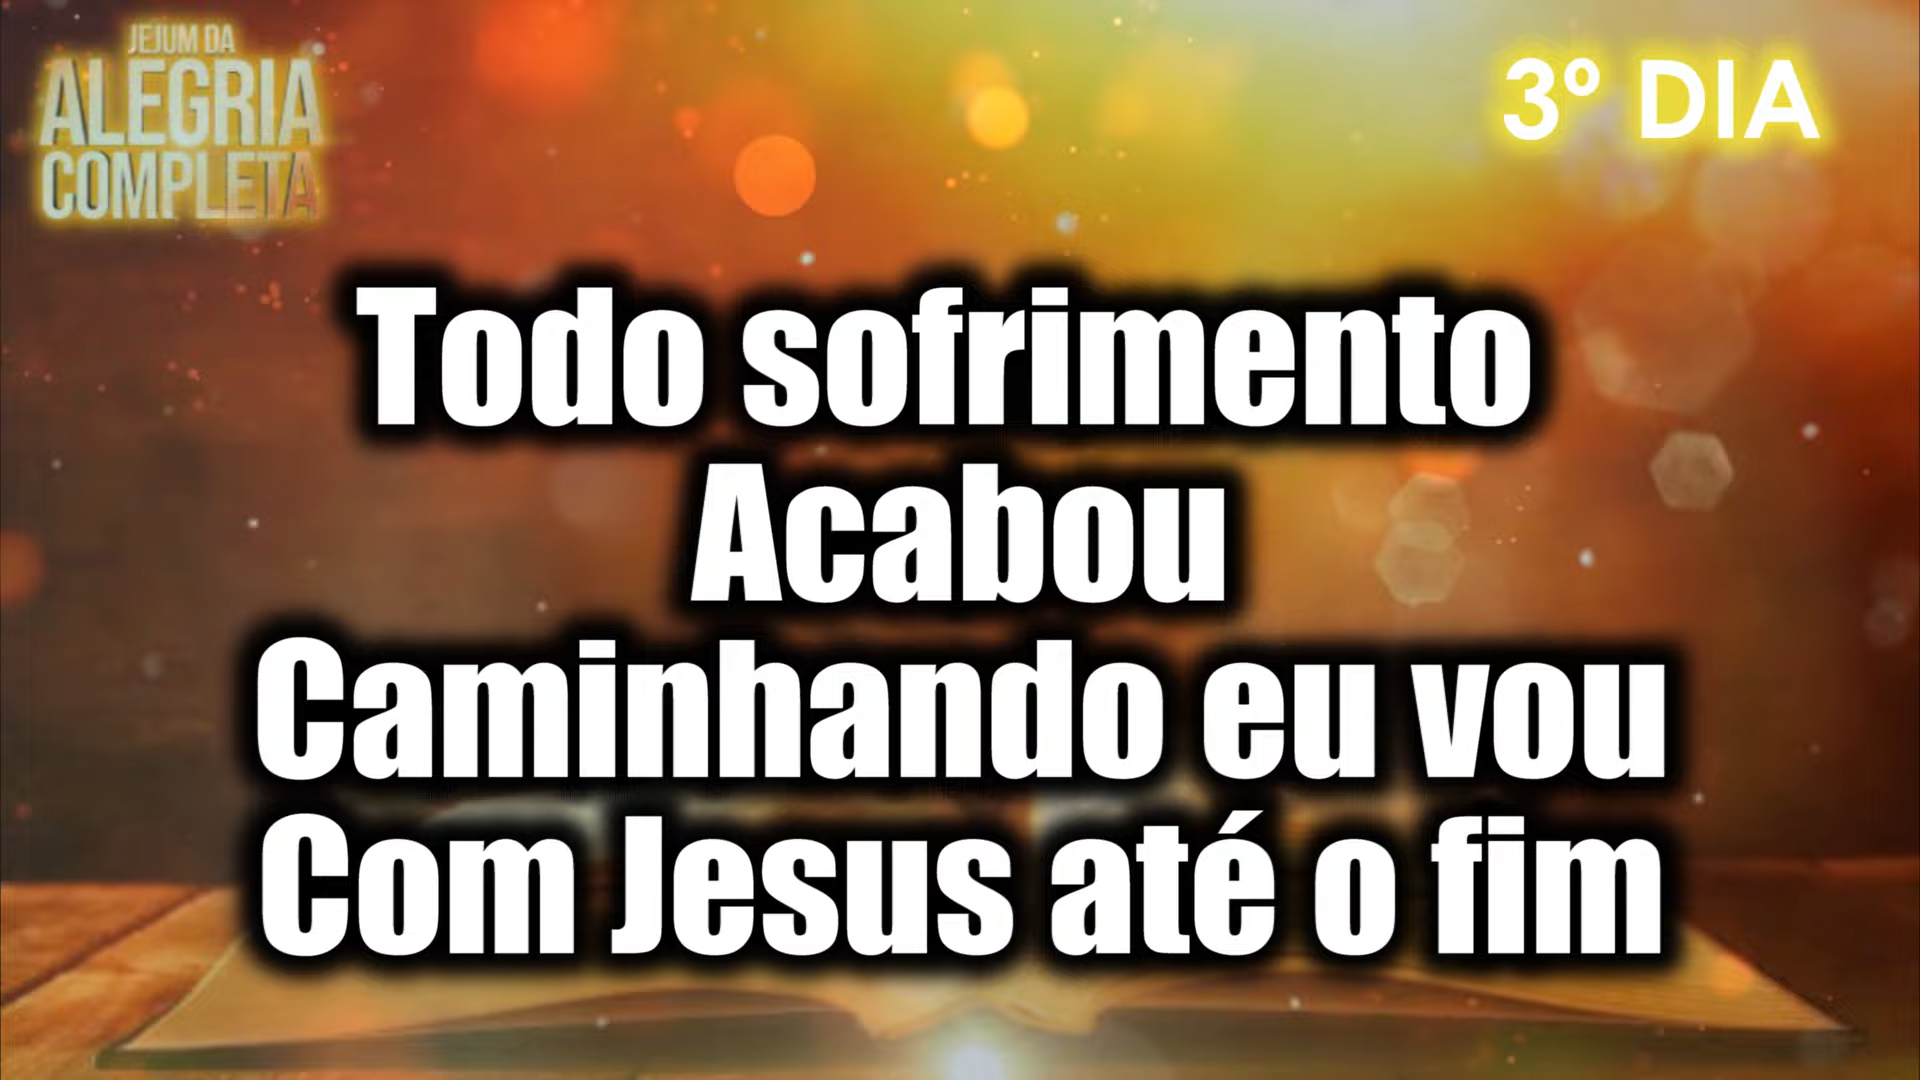 JEJUM DA
ALEGRIA
COMPLETA
3º DIA
Todo sofrimento
Acabou
Caminhando eu vou
Com Jesus até o fim